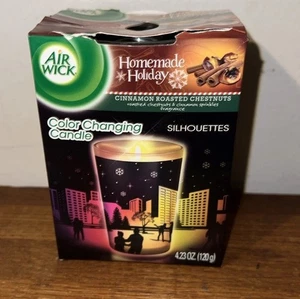 AIR
WICK
Homemade
Holiday
CINNAMON ROASTED CHESTNUTS
roasted chestnuts & cinnamon sprinkles
fragrance
Color Changing
Candle
SILHOUETTES
4.23 OZ. (120g)